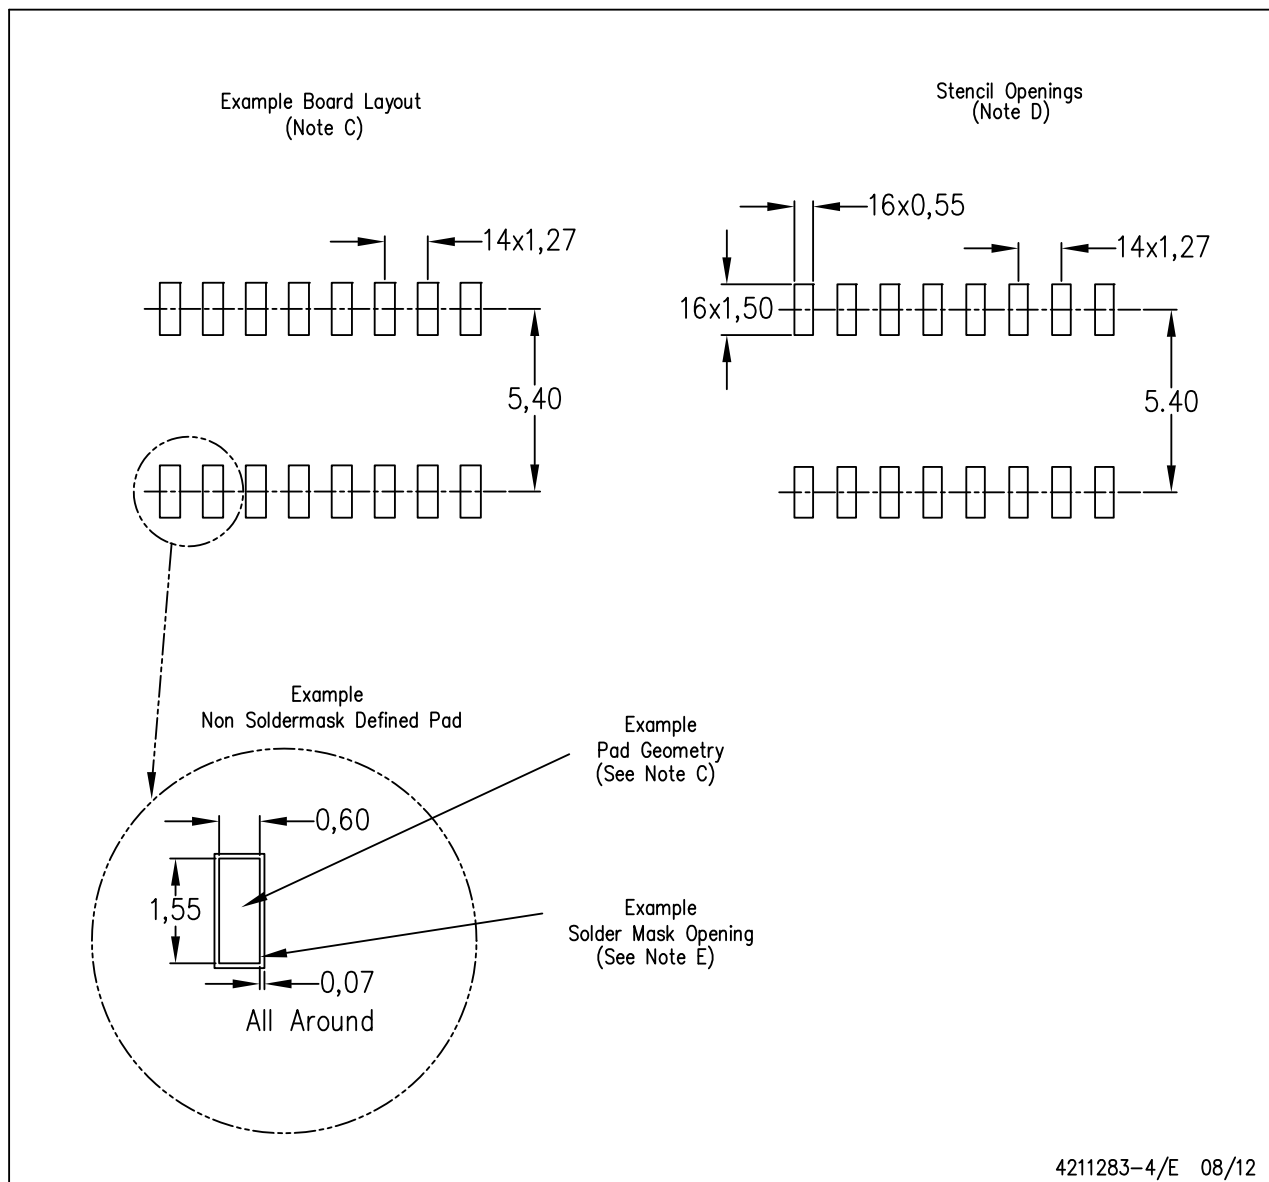 Example Board Layout
(Note C)
Stencil Openings
(Note D)
14x1,27
5,40
16x0,55
14x1,27
16x1,50
5.40
Example
Non Soldermask Defined Pad
0,60
1,55
0,07
All Around
Example
Pad Geometry
(See Note C)
Example
Solder Mask Opening
(See Note E)
4211283-4/E 08/12